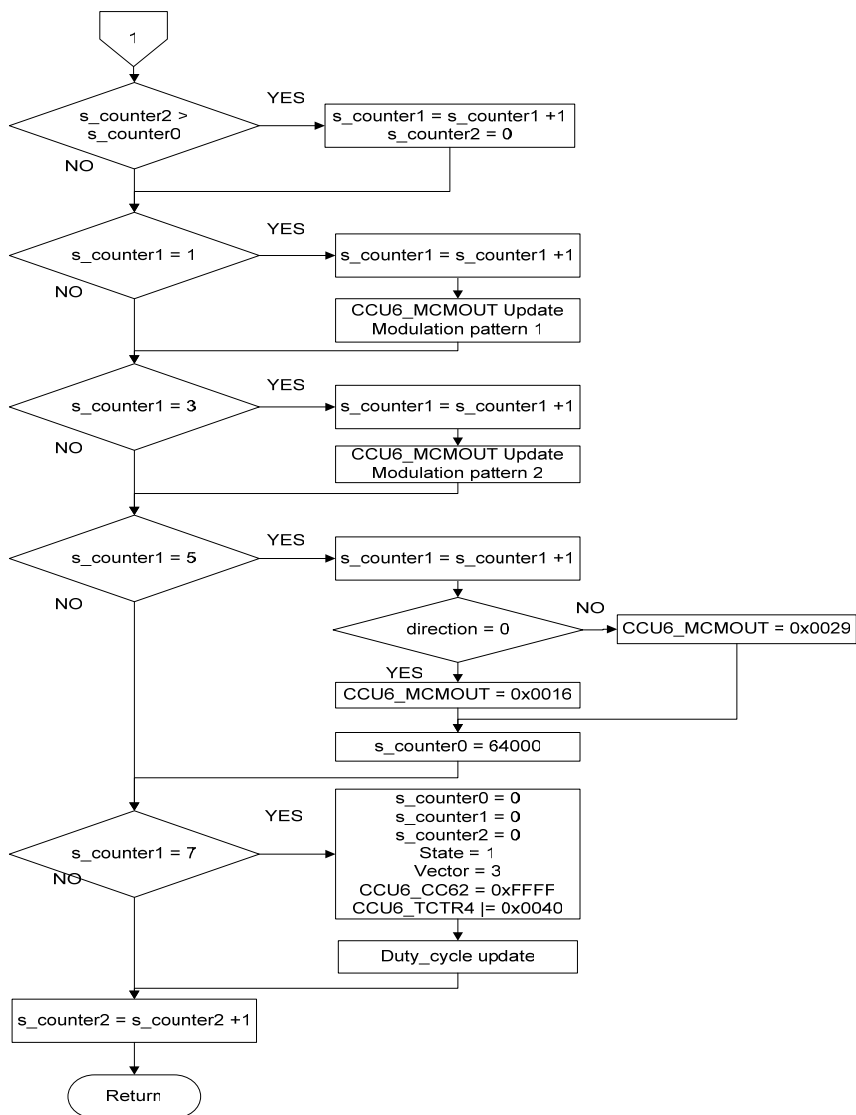 1
s_counter2 >
s_counter0
YES
s_counter1 = s_counter1 +1
s_counter2 = 0
NO
s_counter1 = 1
YES
s_counter1 = s_counter1 +1
NO
CCU6_MCMOUT Update
Modulation pattern 1
s_counter1 = 3
YES
s_counter1 = s_counter1 +1
NO
CCU6_MCMOUT Update
Modulation pattern 2
s_counter1 = 5
YES
s_counter1 = s_counter1 +1
NO
direction = 0
NO
CCU6_MCMOUT = 0x0029
YES
CCU6_MCMOUT = 0x0016
s_counter0 = 64000
s_counter1 = 7
YES
s_counter0 = 0
s_counter1 = 0
s_counter2 = 0
State = 1
Vector = 3
CCU6_CC62 = 0xFFFF
CCU6_TCTR4 |= 0x0040
NO
Duty_cycle update
s_counter2 = s_counter2 +1
Return